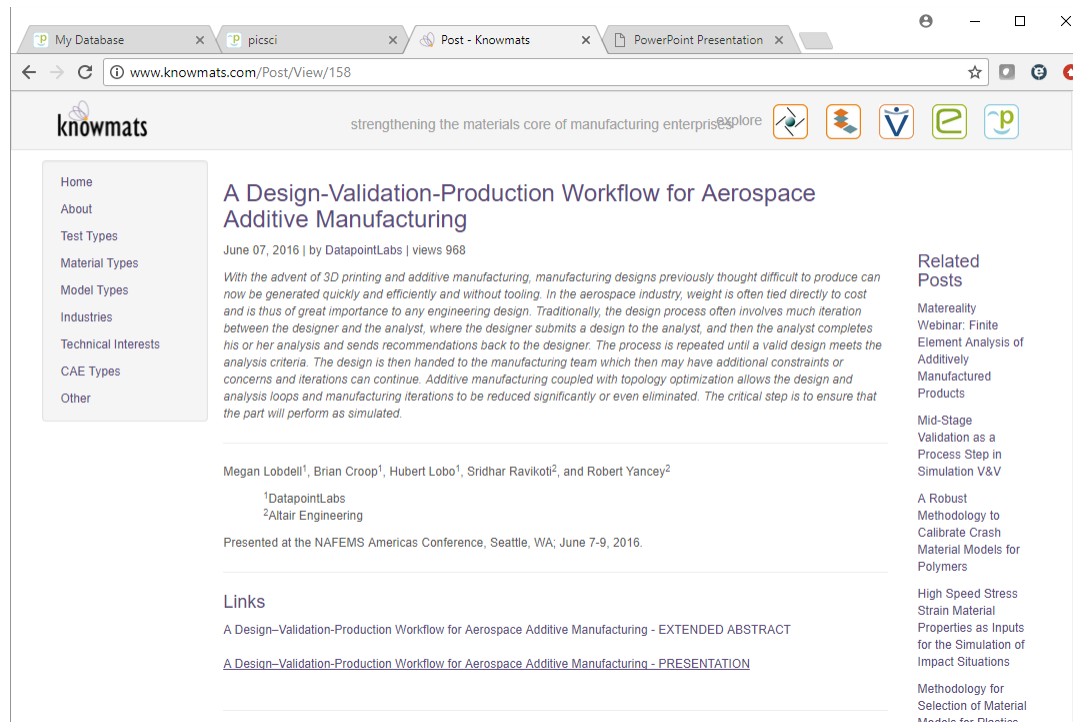 My Database
picsci
Post - Knowmats
PowerPoint Presentation
www.knowmats.com/Post/View/158
knowmats
strengthening the materials core of manufacturing enterprises
explore
Home
About
Test Types
Material Types
Model Types
Industries
Technical Interests
CAE Types
Other
A Design-Validation-Production Workflow for Aerospace
Additive Manufacturing
June 07, 2016 | by DatapointLabs | views 968
With the advent of 3D printing and additive manufacturing, manufacturing designs previously thought difficult to produce can
now be generated quickly and efficiently and without tooling. In the aerospace industry, weight is often tied directly to cost
and is thus of great importance to any engineering design. Traditionally, the design process often involves much iteration
between the designer and the analyst, where the designer submits a design to the analyst, and then the analyst completes
his or her analysis and sends recommendations back to the designer. The process is repeated until a valid design meets the
analysis criteria. The design is then handed to the manufacturing team which then may have additional constraints or
concerns and iterations can continue. Additive manufacturing coupled with topology optimization allows the design and
analysis loops and manufacturing iterations to be reduced significantly or even eliminated. The critical step is to ensure that
the part will perform as simulated.
Megan Lobdell¹, Brian Croop¹, Hubert Lobo¹, Sridhar Ravikoti², and Robert Yancey²
¹DatapointLabs
²Altair Engineering
Presented at the NAFEMS Americas Conference, Seattle, WA; June 7-9, 2016.
Links
A Design–Validation-Production Workflow for Aerospace Additive Manufacturing - EXTENDED ABSTRACT
A Design–Validation-Production Workflow for Aerospace Additive Manufacturing - PRESENTATION
Related
Posts
Matereality
Webinar: Finite
Element Analysis of
Additively
Manufactured
Products
Mid-Stage
Validation as a
Process Step in
Simulation V&V
A Robust
Methodology to
Calibrate Crash
Material Models for
Polymers
High Speed Stress
Strain Material
Properties as Inputs
for the Simulation of
Impact Situations
Methodology for
Selection of Material
Models for Plastics